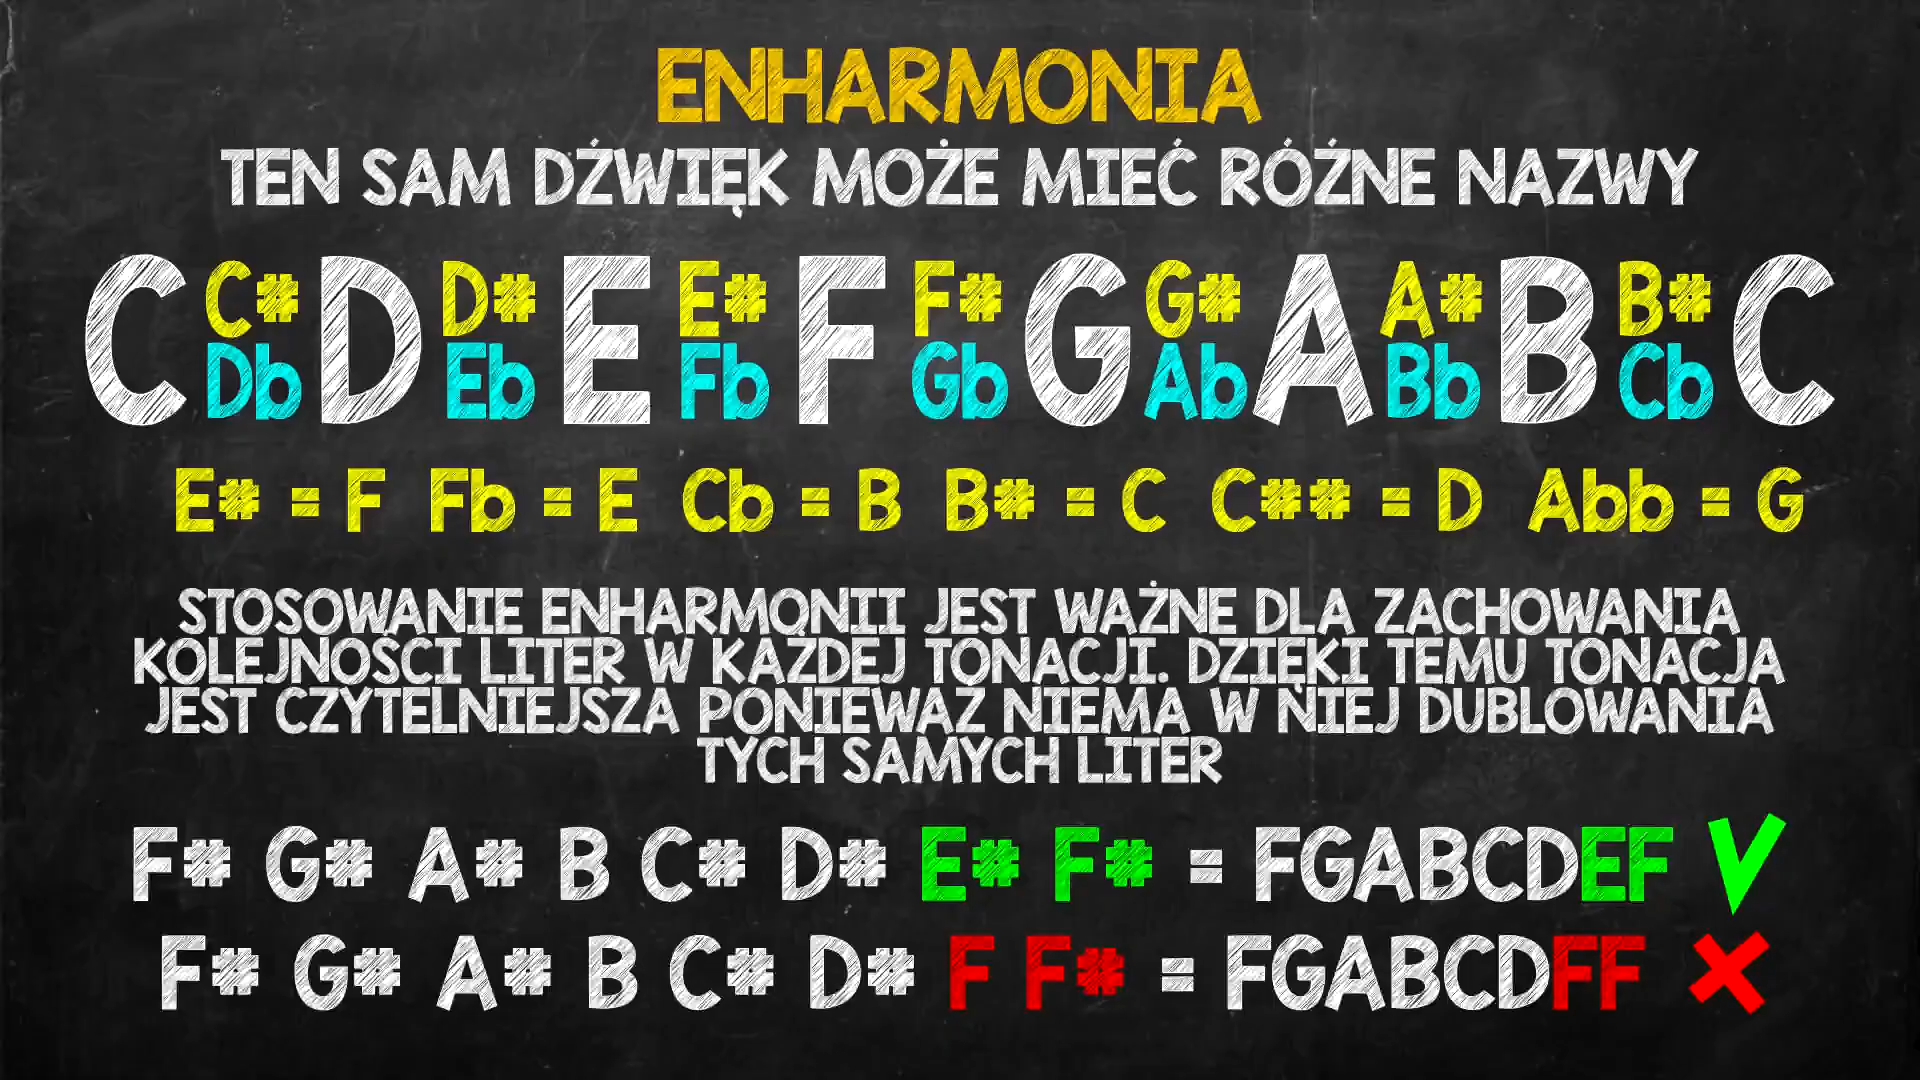 ENHARMONIA
TEN SAM DŹWIĘK MOŻE MIEĆ RÓŻNE NAZWY
C C# D D# E E# F F# G G# A A# B B# C
Db Eb Fb Gb Ab Bb Cb
E# = F Fb = E Cb = B B# = C C## = D Abb = G
STOSOWANIE ENHARMONII JEST WAŻNE DLA ZACHOWANIA
KOLEJNOŚCI LITER W KAŻDEJ TONACJI. DZIĘKI TEMU TONACJA
JEST CZYTELNIEJSZA PONIEWAŻ NIEMA W NIEJ DUBLOWANIA
TYCH SAMYCH LITER
F# G# A# B C# D# E# F# = FGABCDEF V
F# G# A# B C# D# F F# = FGABCDFF ×